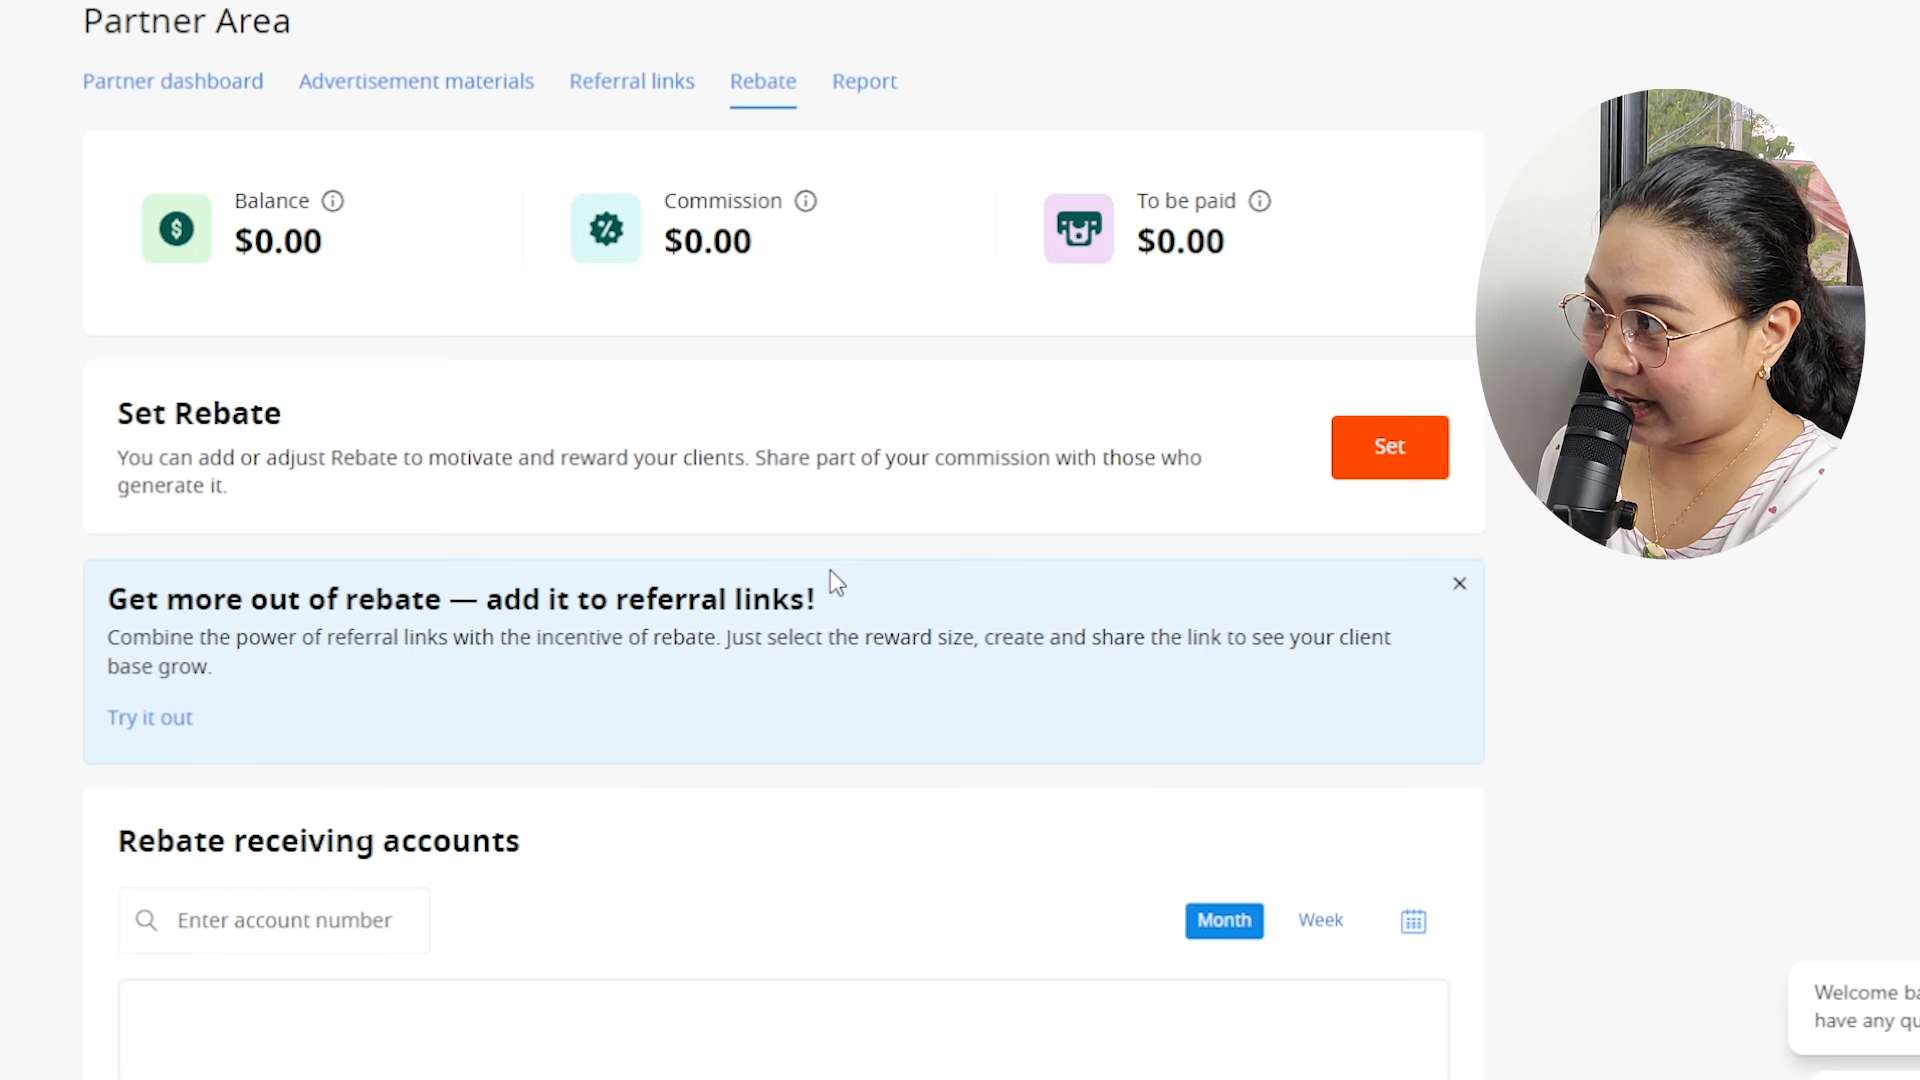 Partner Area
Partner dashboard Advertisement materials Referral links Rebate Report
Balance
$0.00
Commission
$0.00
To be paid
$0.00
Set Rebate
You can add or adjust Rebate to motivate and reward your clients. Share part of your commission with those who
generate it.
Set
Get more out of rebate — add it to referral links!
Combine the power of referral links with the incentive of rebate. Just select the reward size, create and share the link to see your client
base grow.
Try it out
Rebate receiving accounts
Enter account number
Month Week
Welcome
have any